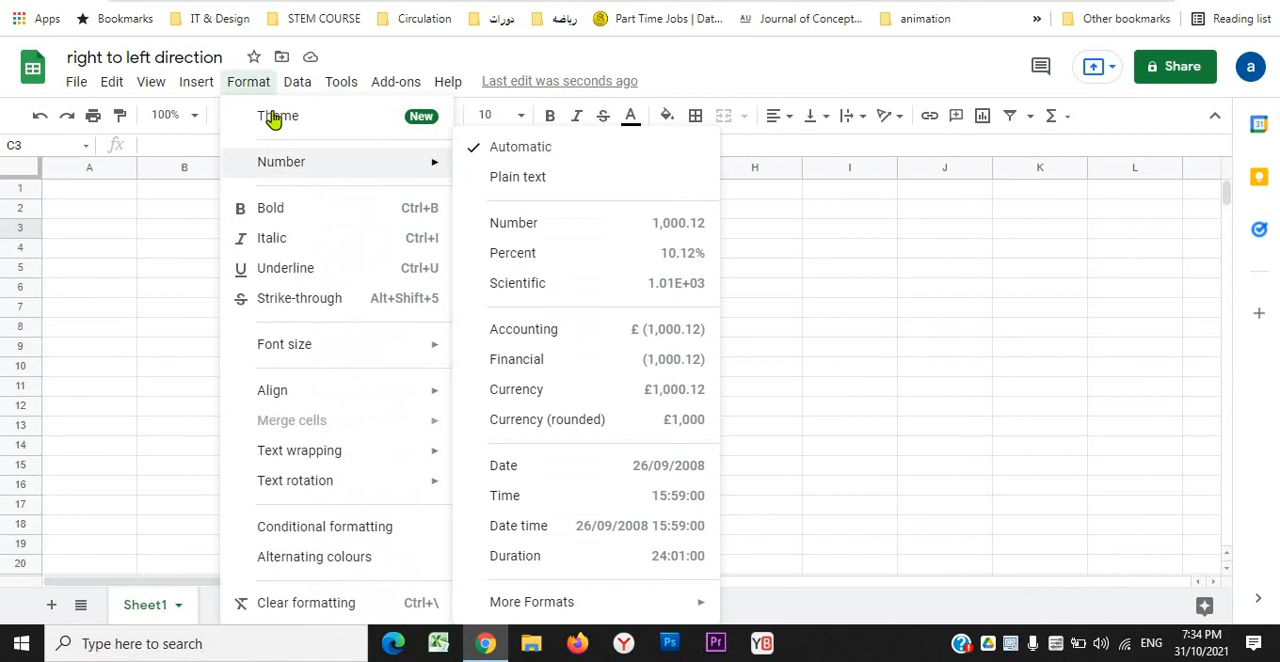 Apps Bookmarks IT & Design STEM COURSE Circulation دورات رياضه Part Time Jobs | Dat... AU Journal of Concept... animation » Other bookmarks Reading list
right to left direction
File Edit View Insert Format Data Tools Add-ons Help Last edit was seconds ago
Share a
100% 10 B I S A Σ
C3 fx
A B H I J K L
1
2
3
4
5
6
7
8
9
10
11
12
13
14
15
16
17
18
19
20
Theme New
Number
B Bold Ctrl+B
I Italic Ctrl+I
U Underline Ctrl+U
S Strike-through Alt+Shift+5
Font size
Align
Merge cells
Text wrapping
Text rotation
Conditional formatting
Alternating colours
Clear formatting Ctrl+\
Automatic
Plain text
Number 1,000.12
Percent 10.12%
Scientific 1.01E+03
Accounting £ (1,000.12)
Financial (1,000.12)
Currency £1,000.12
Currency (rounded) £1,000
Date 26/09/2008
Time 15:59:00
Date time 26/09/2008 15:59:00
Duration 24:01:00
More Formats
31
Sheet1
Type here to search
Y Ps Pr YB
ENG
7:34 PM
31/10/2021